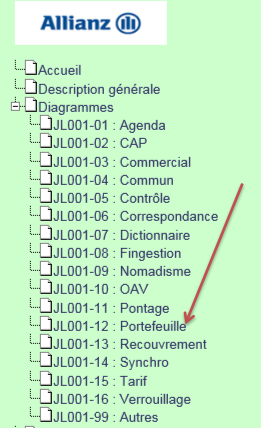 Allianz
Accueil
Description générale
Diagrammes
JL001-01 : Agenda
JL001-02 : CAP
JL001-03 : Commercial
JL001-04 : Commun
JL001-05 : Contrôle
JL001-06 : Correspondance
JL001-07 : Dictionnaire
JL001-08 : Fingestion
JL001-09 : Nomadisme
JL001-10 : OAV
JL001-11 : Pontage
JL001-12 : Portefeuille
JL001-13 : Recouvrement
JL001-14 : Synchro
JL001-15 : Tarif
JL001-16 : Verrouillage
JL001-99 : Autres